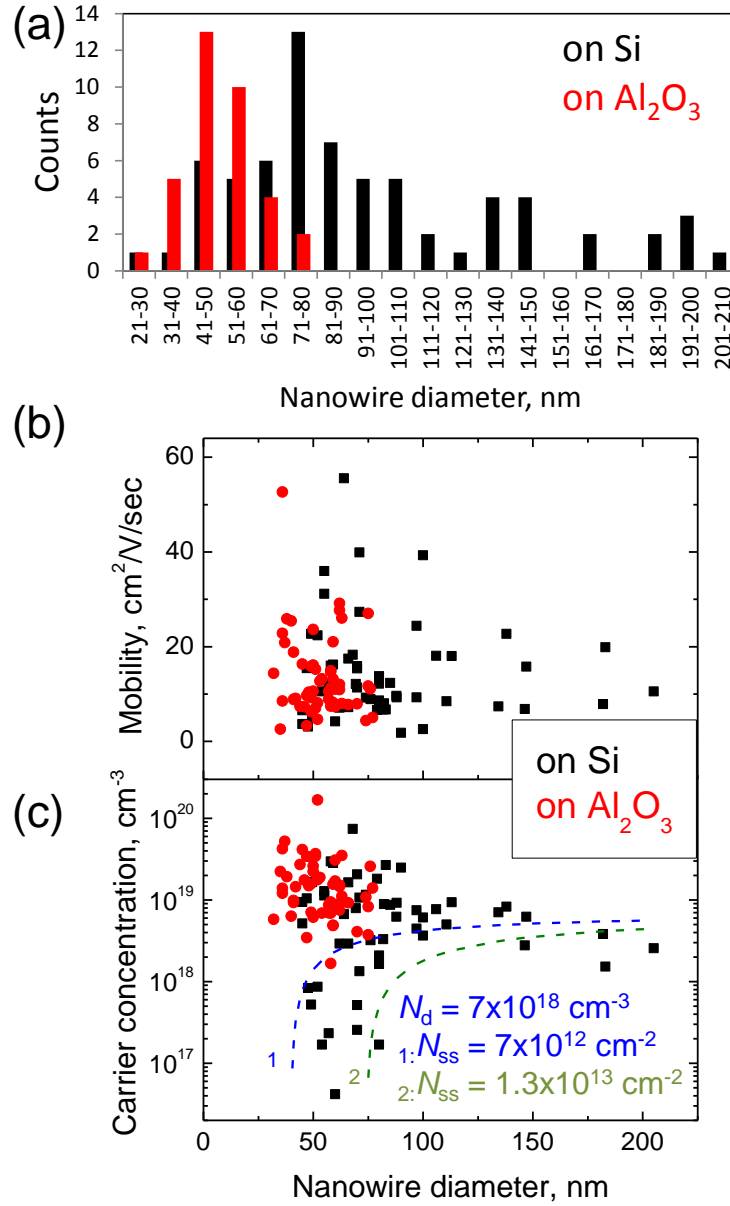 (a)
14
12
10
8
6
4
2
0
Counts
on Si
on Al₂O₃
21-30
31-40
41-50
51-60
61-70
71-80
81-90
91-100
101-110
111-120
121-130
131-140
141-150
151-160
161-170
171-180
181-190
191-200
201-210
Nanowire diameter, nm
(b)
60
40
20
0
Mobility, cm²/V/sec
on Si
on Al₂O₃
(c)
10²⁰
10¹⁹
10¹⁸
10¹⁷
Carrier concentration, cm⁻³
N_d = 7x10¹⁸ cm⁻³
1: N_ss = 7x10¹² cm⁻²
2: N_ss = 1.3x10¹³ cm⁻²
1
2
0 50 100 150 200
Nanowire diameter, nm